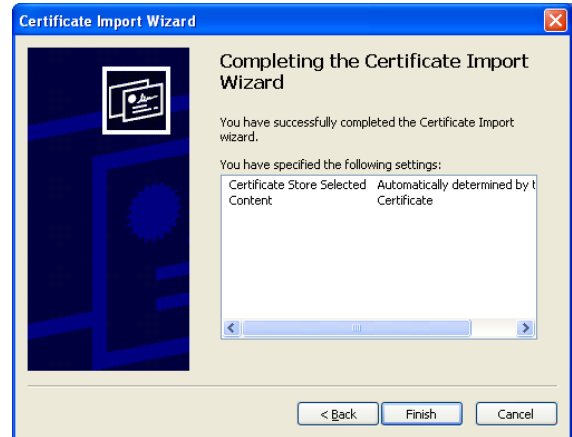 Certificate Import Wizard
Completing the Certificate Import
Wizard
You have successfully completed the Certificate Import
wizard.
You have specified the following settings:
Certificate Store Selected Automatically determined by t
Content Certificate
< Back Finish Cancel